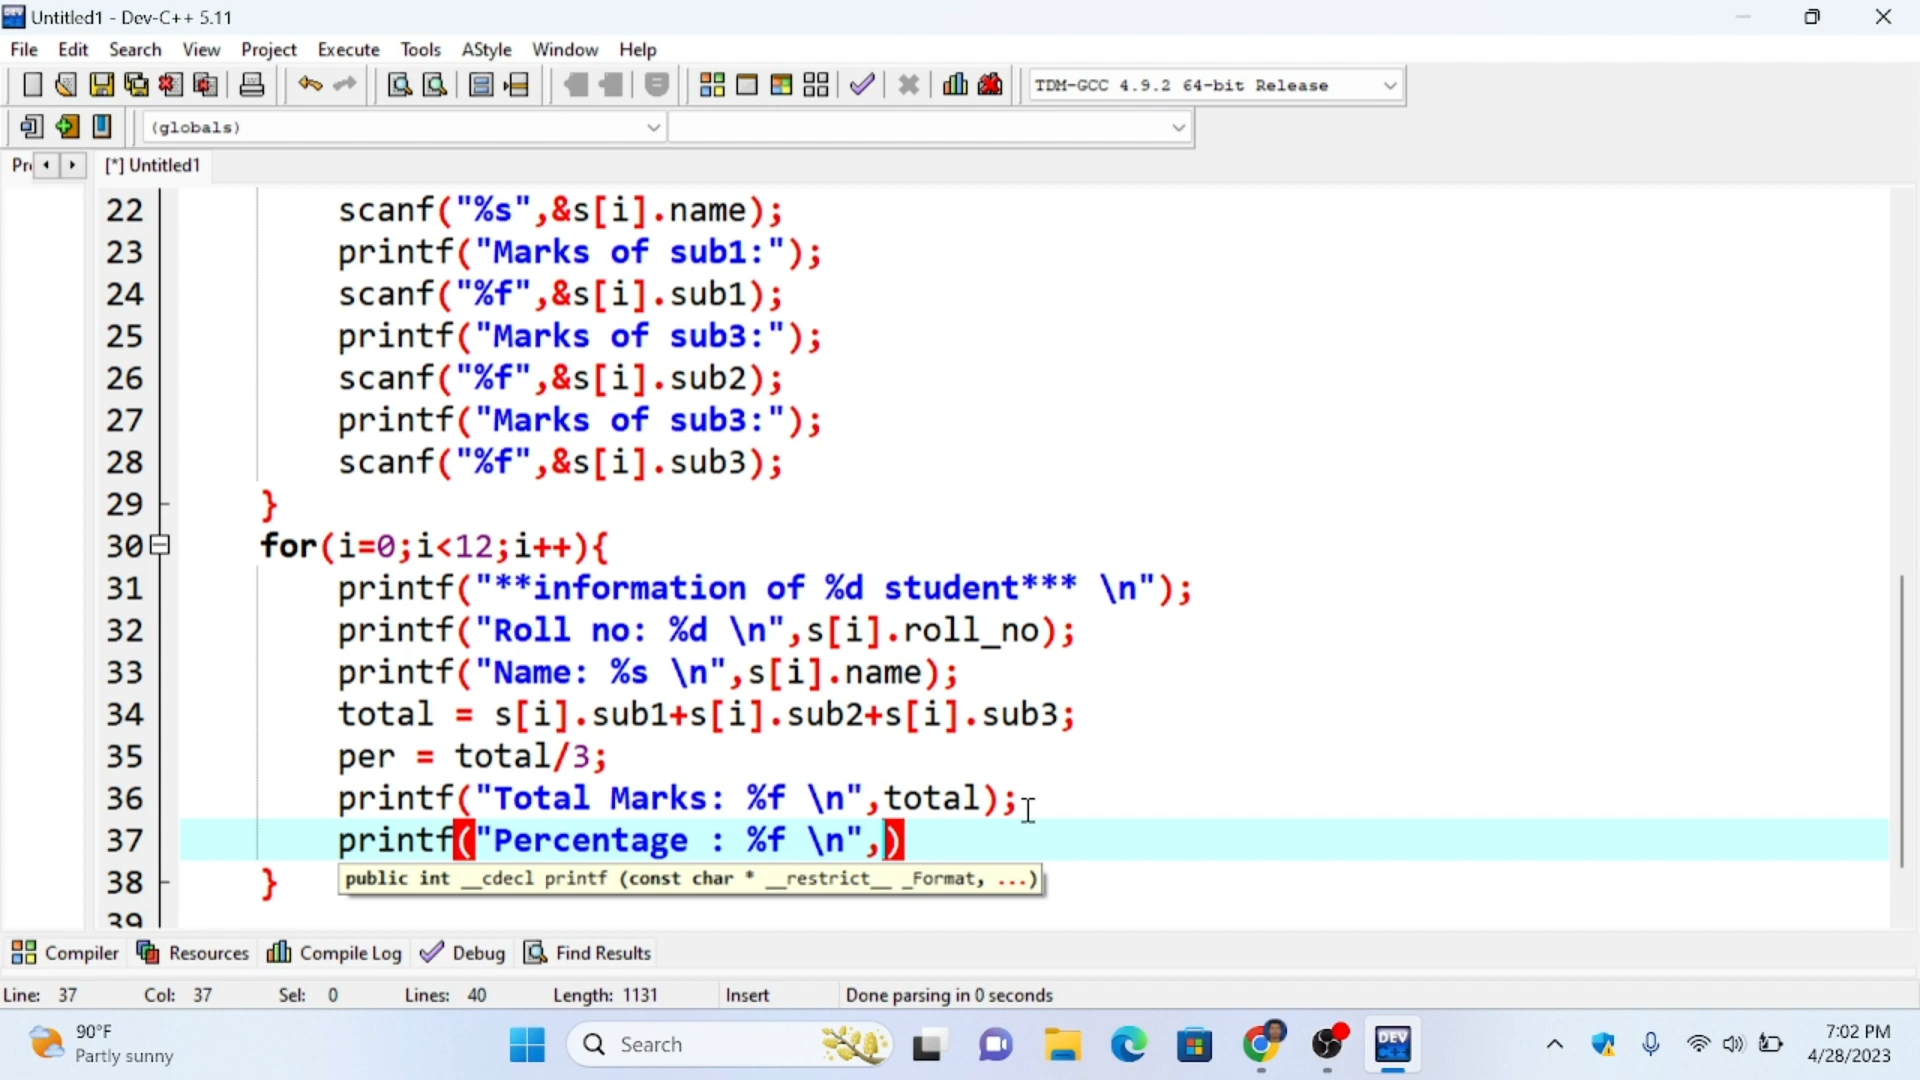 Untitled1 - Dev-C++ 5.11
File Edit Search View Project Execute Tools AStyle Window Help
TDM-GCC 4.9.2 64-bit Release
(globals)
[*] Untitled1
22 scanf("%s",&s[i].name);
23 printf("Marks of sub1:");
24 scanf("%f",&s[i].sub1);
25 printf("Marks of sub3:");
26 scanf("%f",&s[i].sub2);
27 printf("Marks of sub3:");
28 scanf("%f",&s[i].sub3);
29 }
30 for(i=0;i<12;i++){
31 printf("**information of %d student*** \n");
32 printf("Roll no: %d \n",s[i].roll_no);
33 printf("Name: %s \n",s[i].name);
34 total = s[i].sub1+s[i].sub2+s[i].sub3;
35 per = total/3;
36 printf("Total Marks: %f \n",total);
37 printf("Percentage : %f \n",)
38 }
public int __cdecl printf (const char * __restrict__ _Format, ...)
39
Compiler Resources Compile Log Debug Find Results
Line: 37 Col: 37 Sel: 0 Lines: 40 Length: 1131 Insert Done parsing in 0 seconds
90°F
Partly sunny
Search
DEV
7:02 PM
4/28/2023